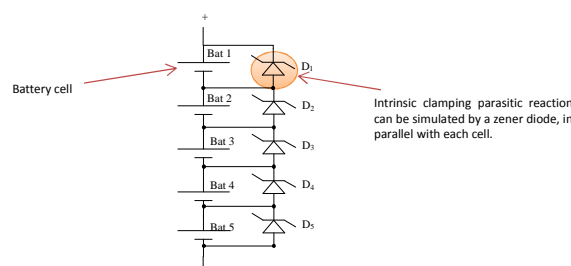 +
Bat 1
D1
Battery cell
Bat 2
D2
Intrinsic clamping parasitic reaction
can be simulated by a zener diode, in
parallel with each cell.
Bat 3
D3
Bat 4
D4
Bat 5
D5